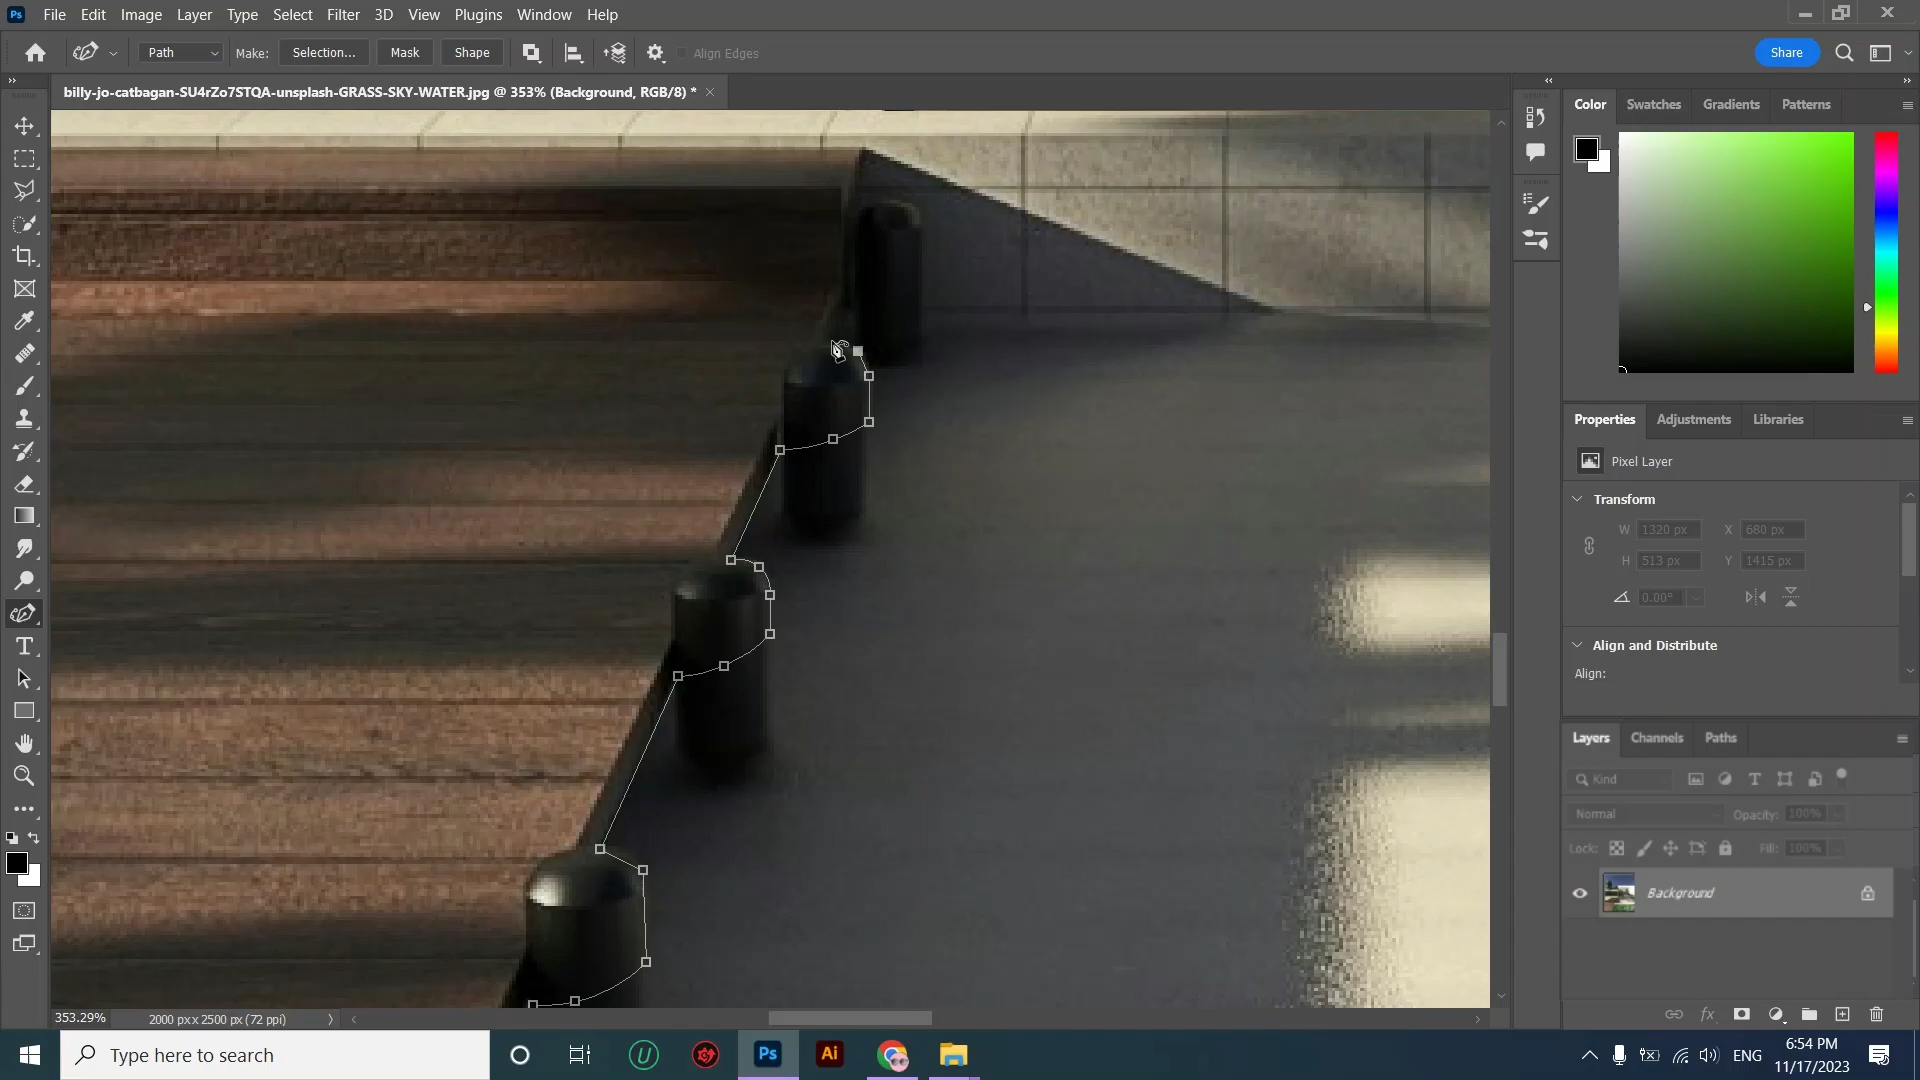 Ps File Edit Image Layer Type Select Filter 3D View Plugins Window Help
Path Make: Selection... Mask Shape Align Edges Share
billy-jo-catbagan-SU4rZo7STQA-unsplash-GRASS-SKY-WATER.jpg @ 353% (Background, RGB/8) *
Color Swatches Gradients Patterns
Properties Adjustments Libraries
Pixel Layer
Transform
W 1320 px X 680 px
H 513 px Y 1415 px
0.00°
Align and Distribute
Align:
Layers Channels Paths
Kind
Normal Opacity: 100%
Lock: Fill: 100%
Background
fx
353.29% 2000 px x 2500 px (72 ppi)
Type here to search
Ps Ai
ENG
6:54 PM
11/17/2023